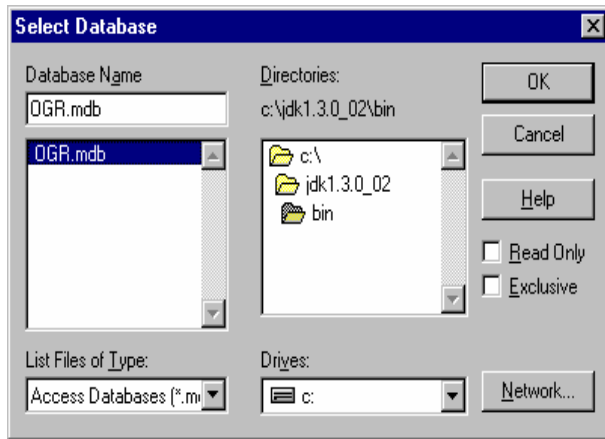 Select Database
Database Name
OGR.mdb
OGR.mdb
List Files of Type:
Access Databases (*.m
Directories:
c:\jdk1.3.0_02\bin
c:\
jdk1.3.0_02
bin
Drives:
c:
OK
Cancel
Help
Read Only
Exclusive
Network...